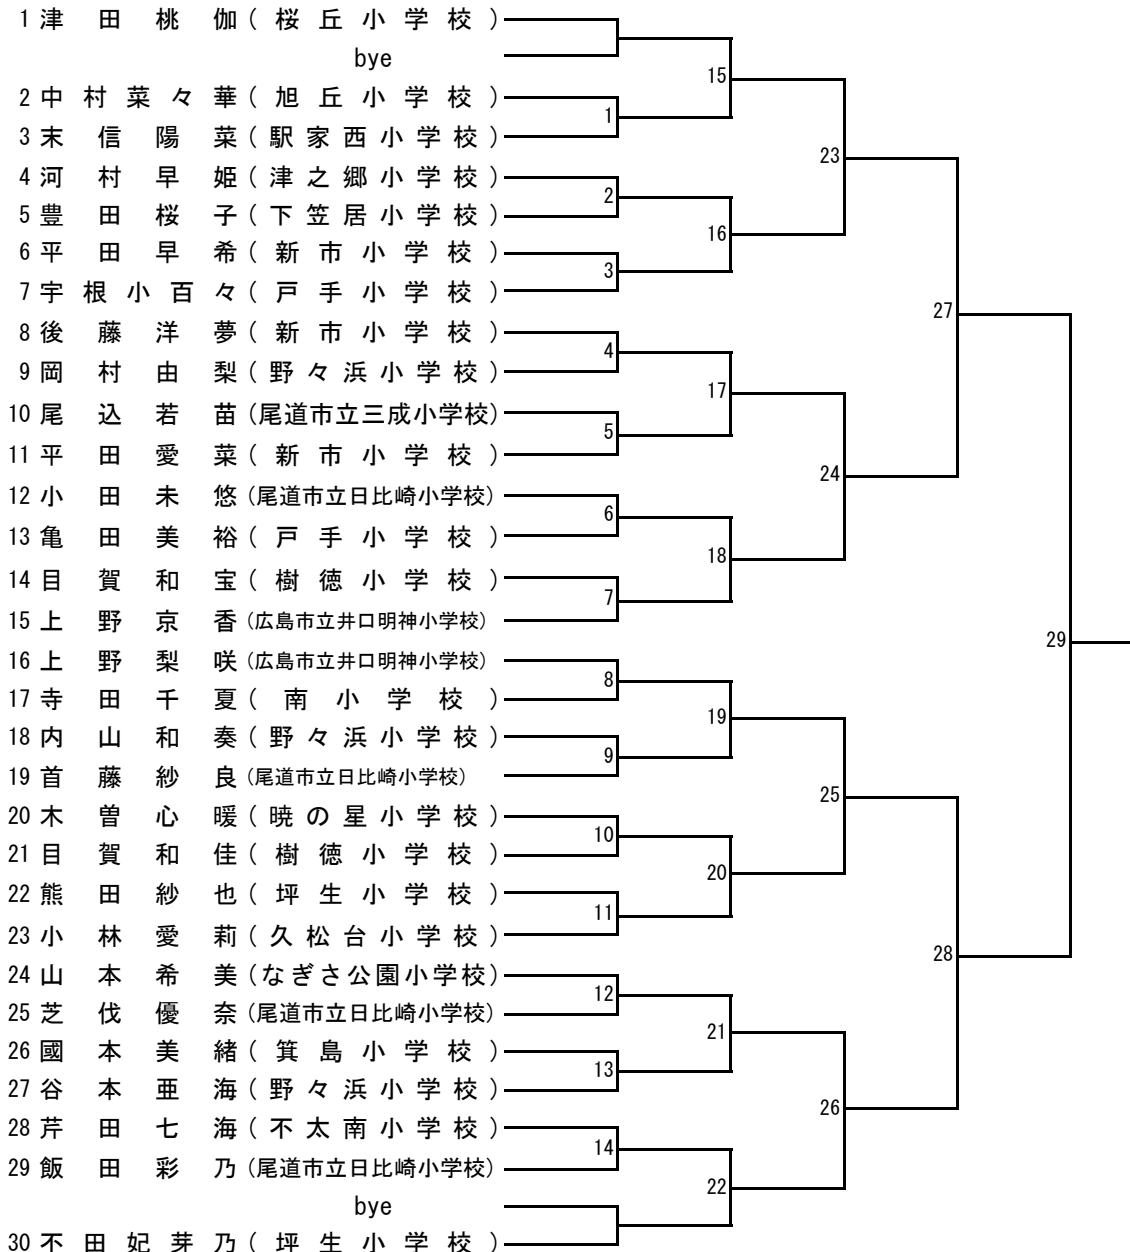 1 津田桃伽(桜丘小学校)
bye
15
2 中村菜々華(旭丘小学校)
1
3 末信陽菜(駅家西小学校)
23
4 河村早姫(津之郷小学校)
2
5 豊田桜子(下笠居小学校)
16
6 平田早希(新市小学校)
3
7 宇根小百々(戸手小学校)
27
8 後藤洋夢(新市小学校)
4
9 岡村由梨(野々浜小学校)
17
10 尾込若苗(尾道市立三成小学校)
5
11 平田愛菜(新市小学校)
24
12 小田未悠(尾道市立日比崎小学校)
6
13 亀田美裕(戸手小学校)
18
14 目賀和宝(樹徳小学校)
7
15 上野京香(広島市立井口明神小学校)
29
16 上野梨咲(広島市立井口明神小学校)
8
17 寺田千夏(南小学校)
19
18 内山和奏(野々浜小学校)
9
19 首藤紗良(尾道市立日比崎小学校)
25
20 木曽心暖(暁の星小学校)
10
21 目賀和佳(樹徳小学校)
20
22 熊田紗也(坪生小学校)
11
23 小林愛莉(久松台小学校)
28
24 山本希美(なぎさ公園小学校)
12
25 芝伐優奈(尾道市立日比崎小学校)
21
26 國本美緒(箕島小学校)
13
27 谷本亜海(野々浜小学校)
26
28 芹田七海(不太南小学校)
14
29 飯田彩乃(尾道市立日比崎小学校)
22
bye
30 不田妃芽乃(坪生小学校)